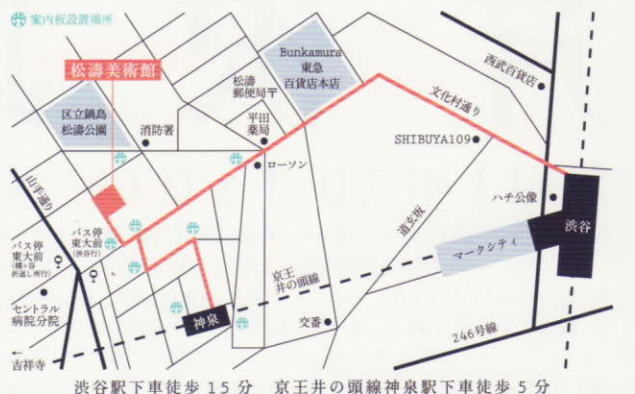 案内板設置場所
松濤美術館
区立鍋島
松濤公園
消防署
松濤
郵便局〒
平田
薬局
Bunkamura
東急
百貨店本店
西武百貨店
文化村通り
SHIBUYA109
ローソン
ハチ公像
渋谷
道玄坂
マークシティ
山手通り
バス停
東大前
(渋谷行)
バス停
東大前
(幡ヶ谷
折返し所行)
セントラル
病院分院
京王
井の頭線
神泉
交番
246号線
←
吉祥寺
渋谷駅下車徒歩 15 分 京王井の頭線神泉駅下車徒歩 5 分